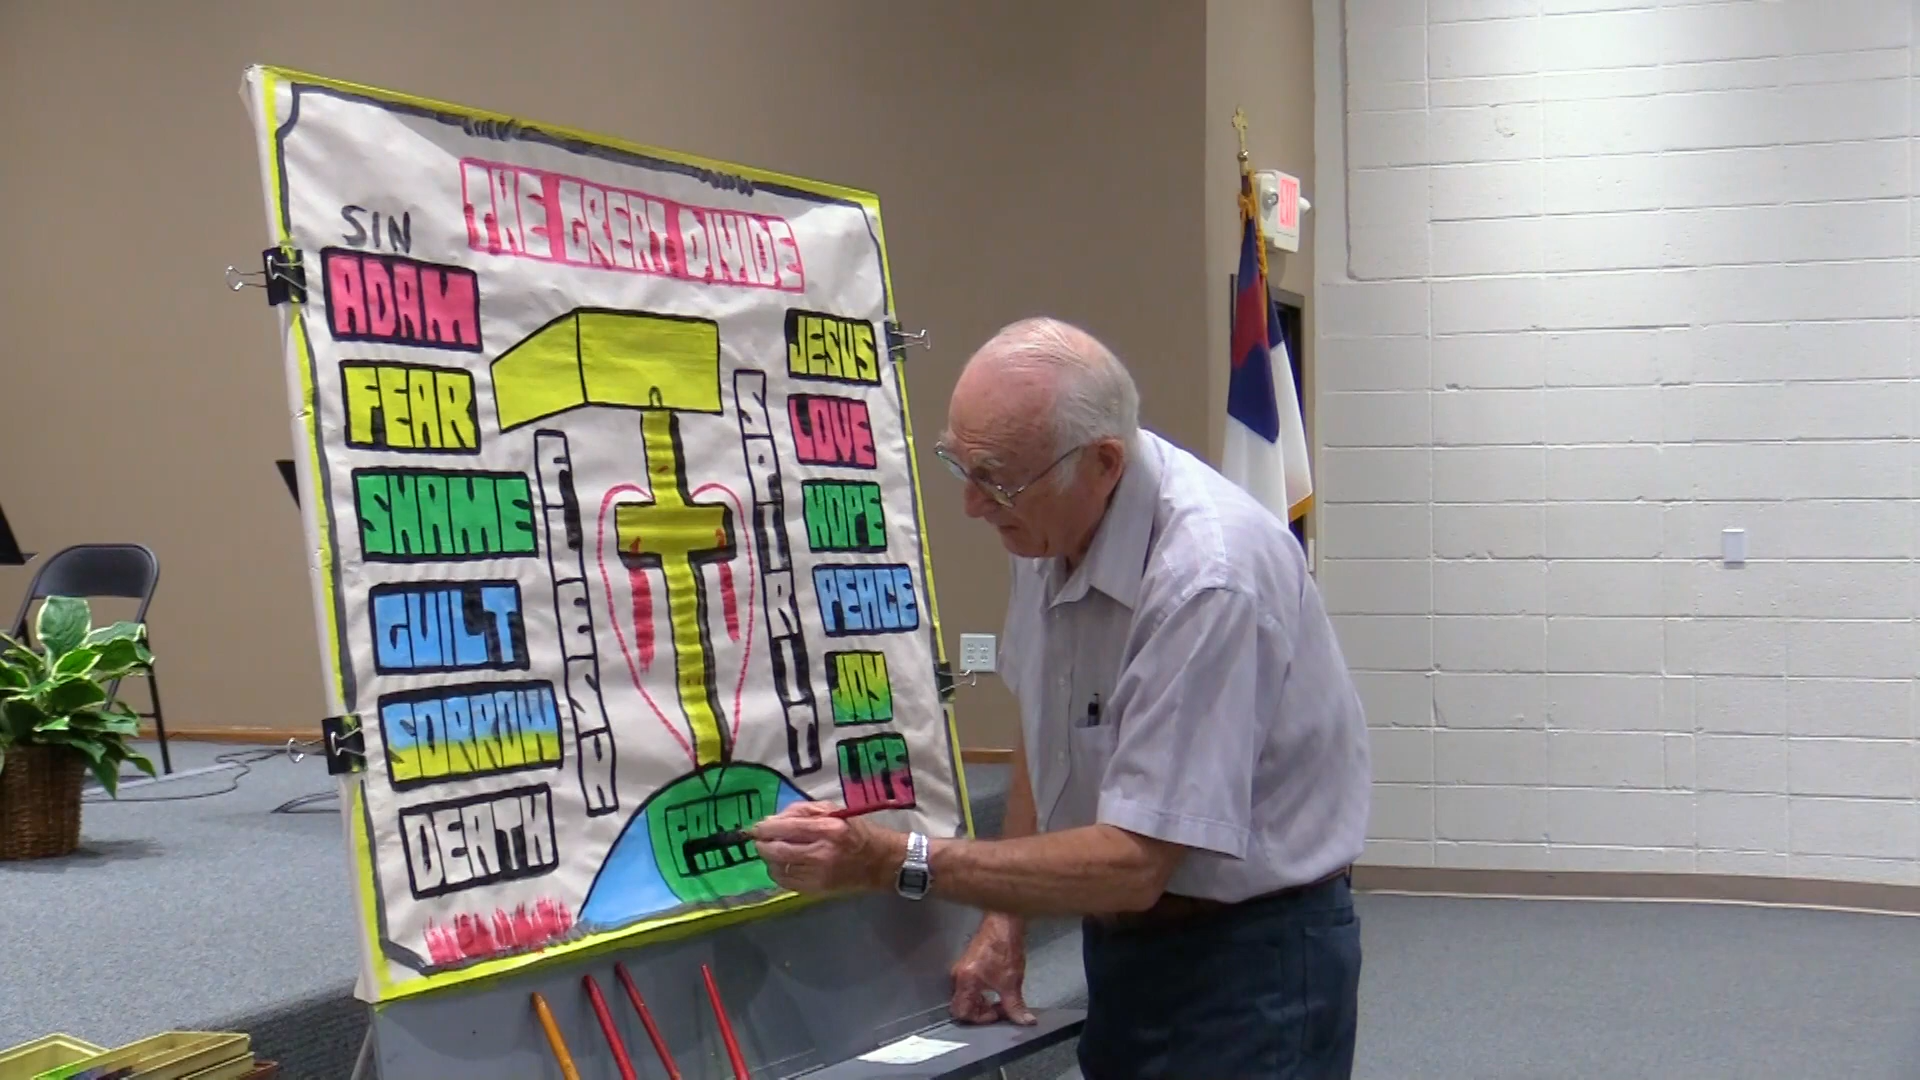 THE GREAT DIVIDE
SIN
ADAM
FEAR
SHAME
GUILT
SORROW
DEATH
FLESH
SPIRIT
JESUS
LOVE
HOPE
PEACE
JOY
LIFE
FAITH
EXIT